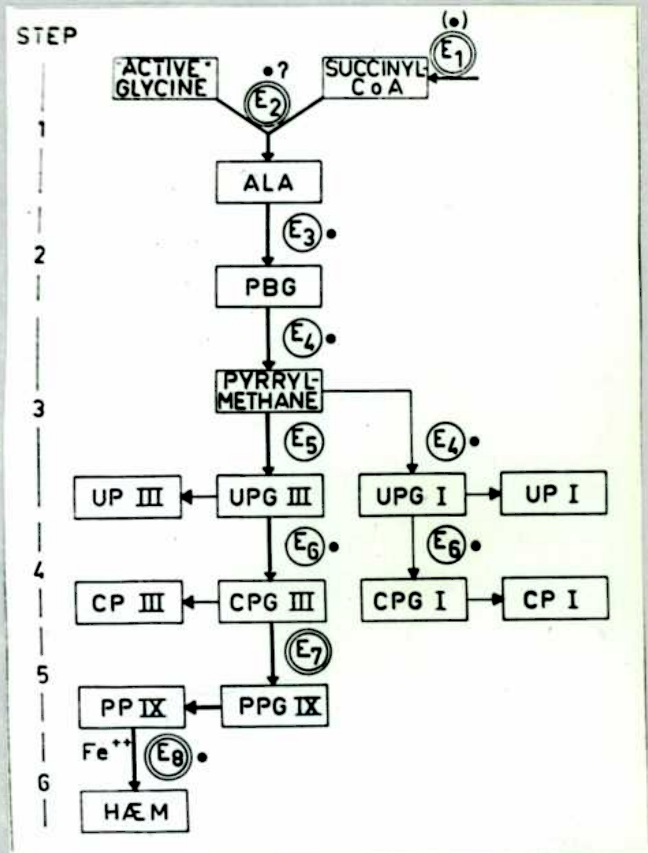 STEP
(•)
E1
"ACTIVE"
GLYCINE
• ?
E2
SUCCINYL-
CoA
1
ALA
E3 •
2
PBG
E4 •
PYRRYL-
METHANE
3
E5
E4 •
UP III
UPG III
UPG I
UP I
E6 •
E6 •
4
CP III
CPG III
CPG I
CP I
E7
5
PP IX
PPG IX
Fe++
E8 •
6
HÆM